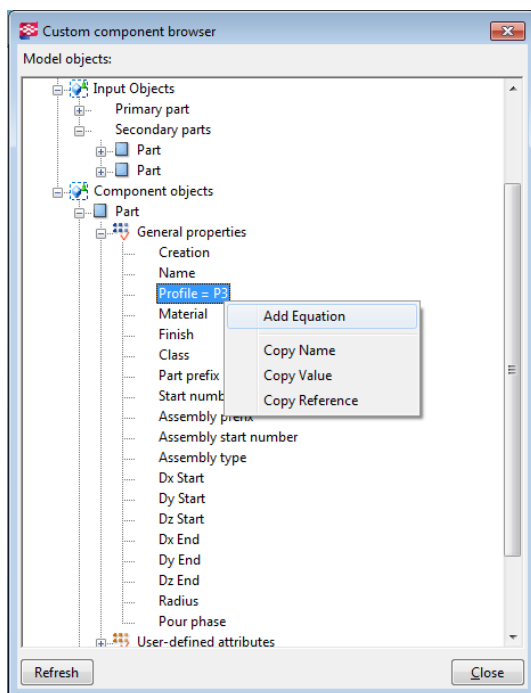 Custom component browser
Model objects:
Input Objects
Primary part
Secondary parts
Part
Part
Component objects
Part
General properties
Creation
Name
Profile = P3
Material
Finish
Class
Part prefix
Start numb
Assembly prefix
Assembly start number
Assembly type
Dx Start
Dy Start
Dz Start
Dx End
Dy End
Dz End
Radius
Pour phase
User-defined attributes
Add Equation
Copy Name
Copy Value
Copy Reference
Refresh
Close